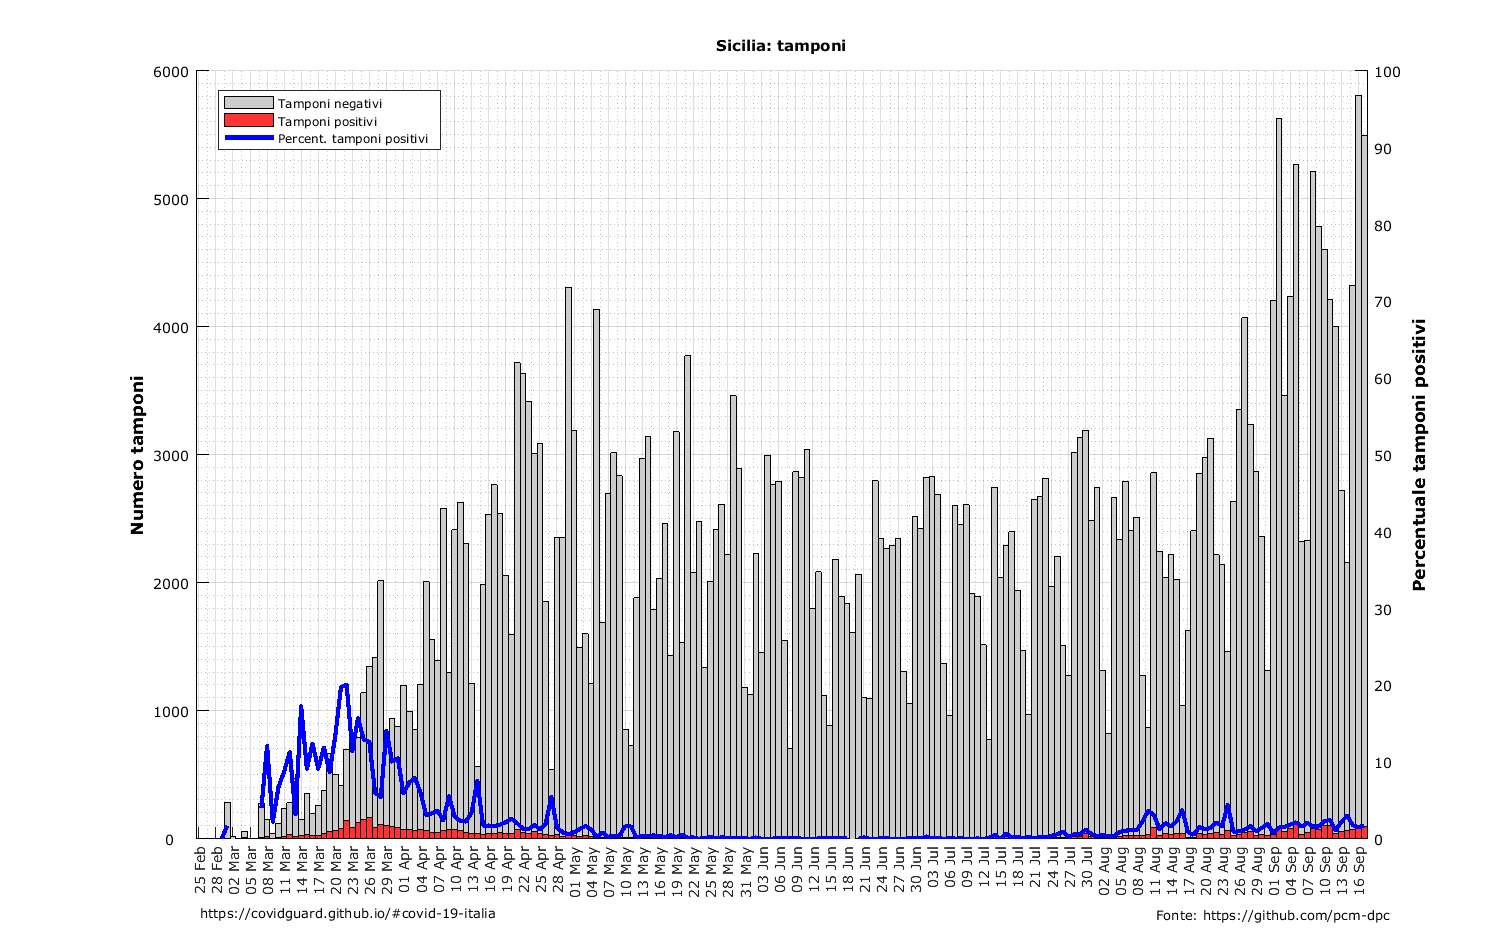 Sicilia: tamponi
Tamponi negativi
Tamponi positivi
Percent. tamponi positivi
Numero tamponi
6000
5000
4000
3000
2000
1000
0
Percentuale tamponi positivi
100
90
80
70
60
50
40
30
20
10
0
25 Feb
28 Feb
02 Mar
05 Mar
08 Mar
11 Mar
14 Mar
17 Mar
20 Mar
23 Mar
26 Mar
29 Mar
01 Apr
04 Apr
07 Apr
10 Apr
13 Apr
16 Apr
19 Apr
22 Apr
25 Apr
28 Apr
01 May
04 May
07 May
10 May
13 May
16 May
19 May
22 May
25 May
28 May
31 May
03 Jun
06 Jun
09 Jun
12 Jun
15 Jun
18 Jun
21 Jun
24 Jun
27 Jun
30 Jun
03 Jul
06 Jul
09 Jul
12 Jul
15 Jul
18 Jul
21 Jul
24 Jul
27 Jul
30 Jul
02 Aug
05 Aug
08 Aug
11 Aug
14 Aug
17 Aug
20 Aug
23 Aug
26 Aug
29 Aug
01 Sep
04 Sep
07 Sep
10 Sep
13 Sep
16 Sep
https://covidguard.github.io/#covid-19-italia
Fonte: https://github.com/pcm-dpc